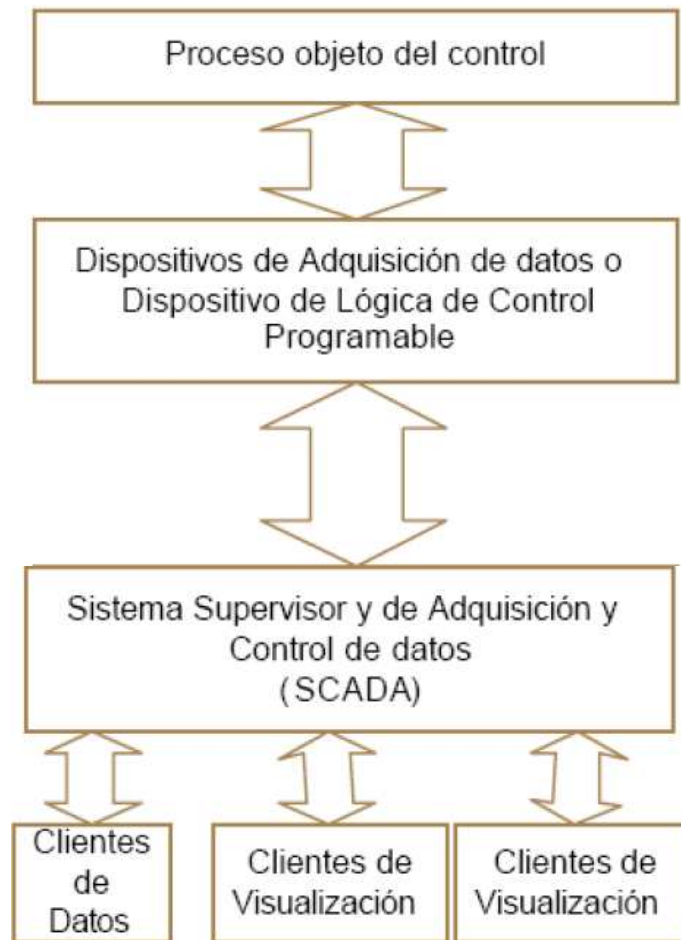 Proceso objeto del control
Dispositivos de Adquisición de datos o
Dispositivo de Lógica de Control
Programable
Sistema Supervisor y de Adquisición y
Control de datos
(SCADA)
Clientes
de
Datos
Clientes de
Visualización
Clientes de
Visualización